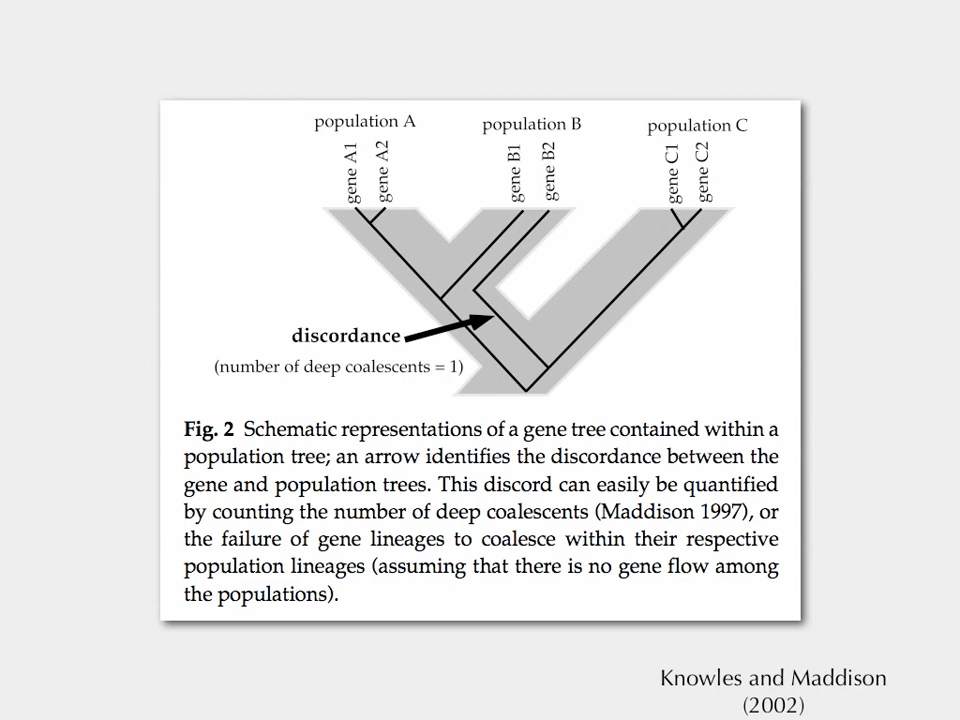 population A
population B
population C
gene A1
gene A2
gene B1
gene B2
gene C1
gene C2
discordance
(number of deep coalescents = 1)
Fig. 2 Schematic representations of a gene tree contained within a
population tree; an arrow identifies the discordance between the
gene and population trees. This discord can easily be quantified
by counting the number of deep coalescents (Maddison 1997), or
the failure of gene lineages to coalesce within their respective
population lineages (assuming that there is no gene flow among
the populations).
Knowles and Maddison
(2002)